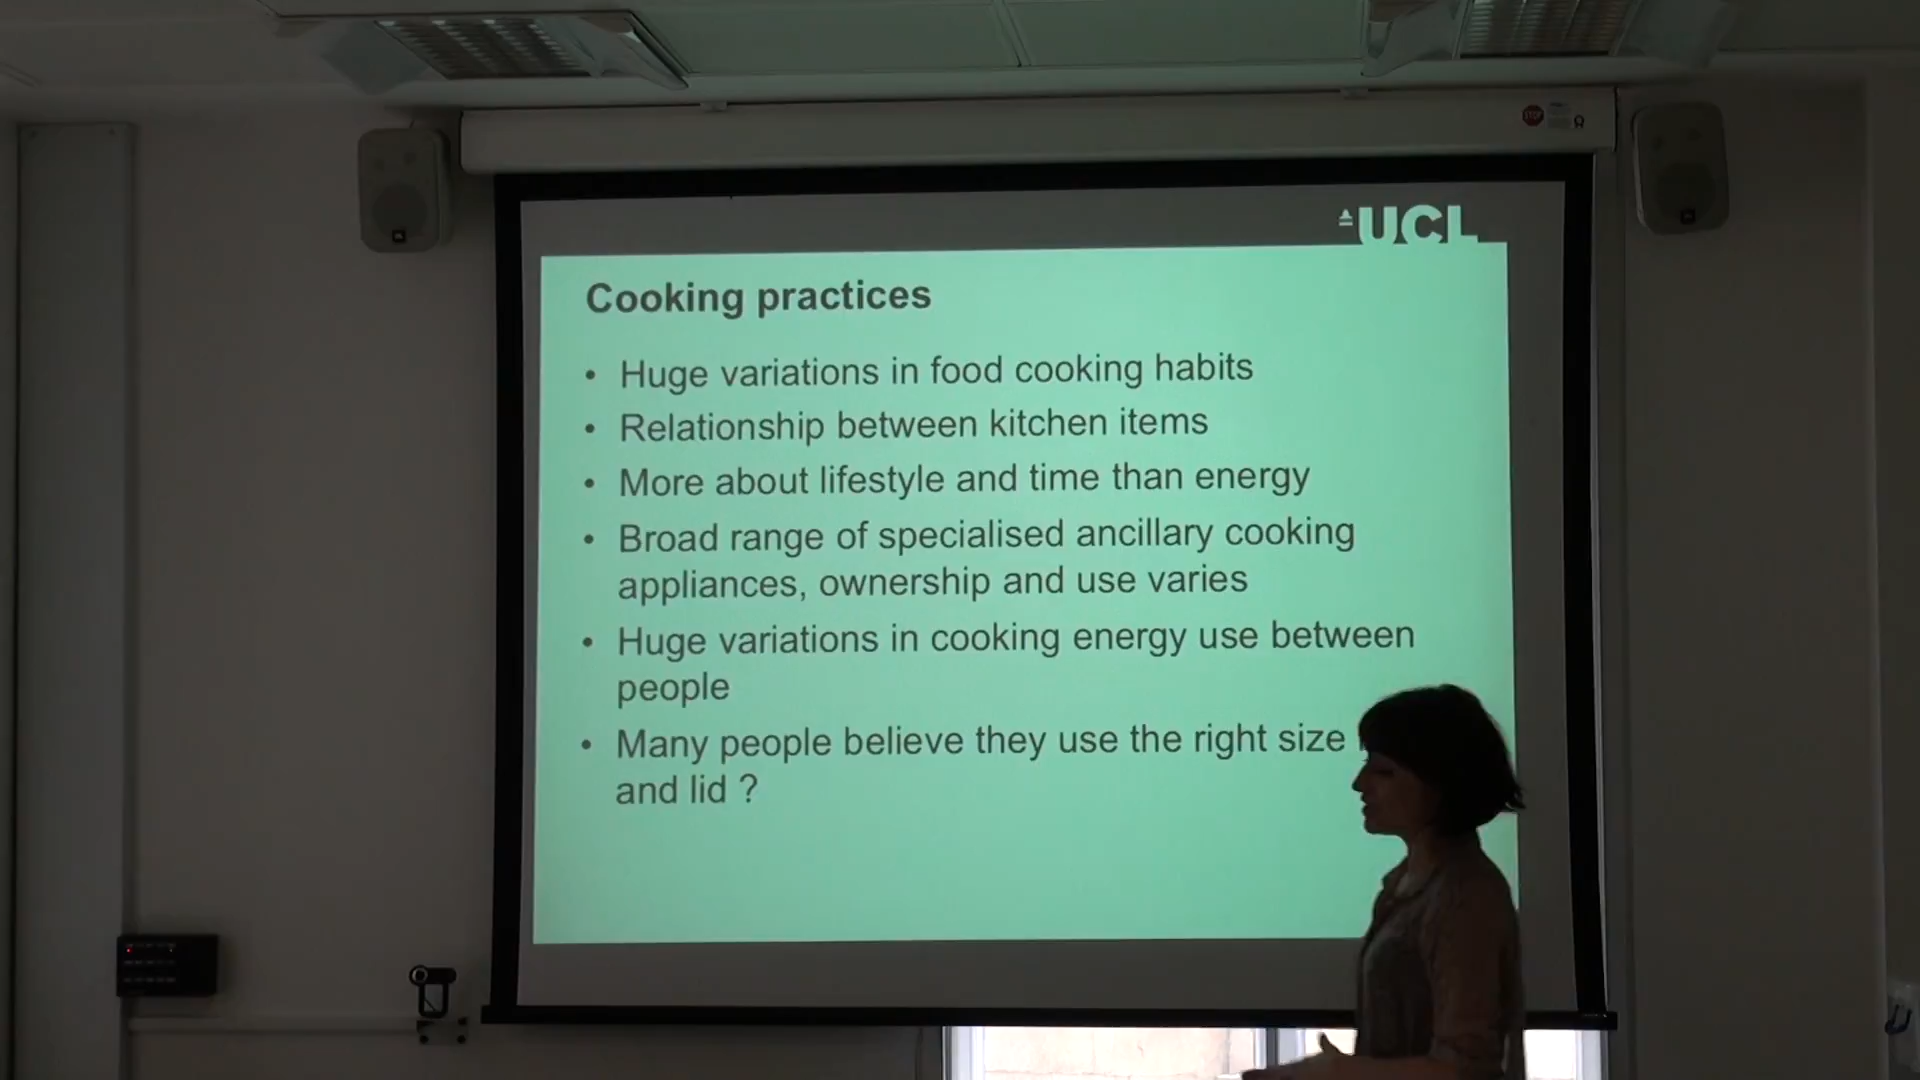 UCL
Cooking practices
• Huge variations in food cooking habits
• Relationship between kitchen items
• More about lifestyle and time than energy
• Broad range of specialised ancillary cooking
appliances, ownership and use varies
• Huge variations in cooking energy use between
people
• Many people believe they use the right size
and lid ?
STOP